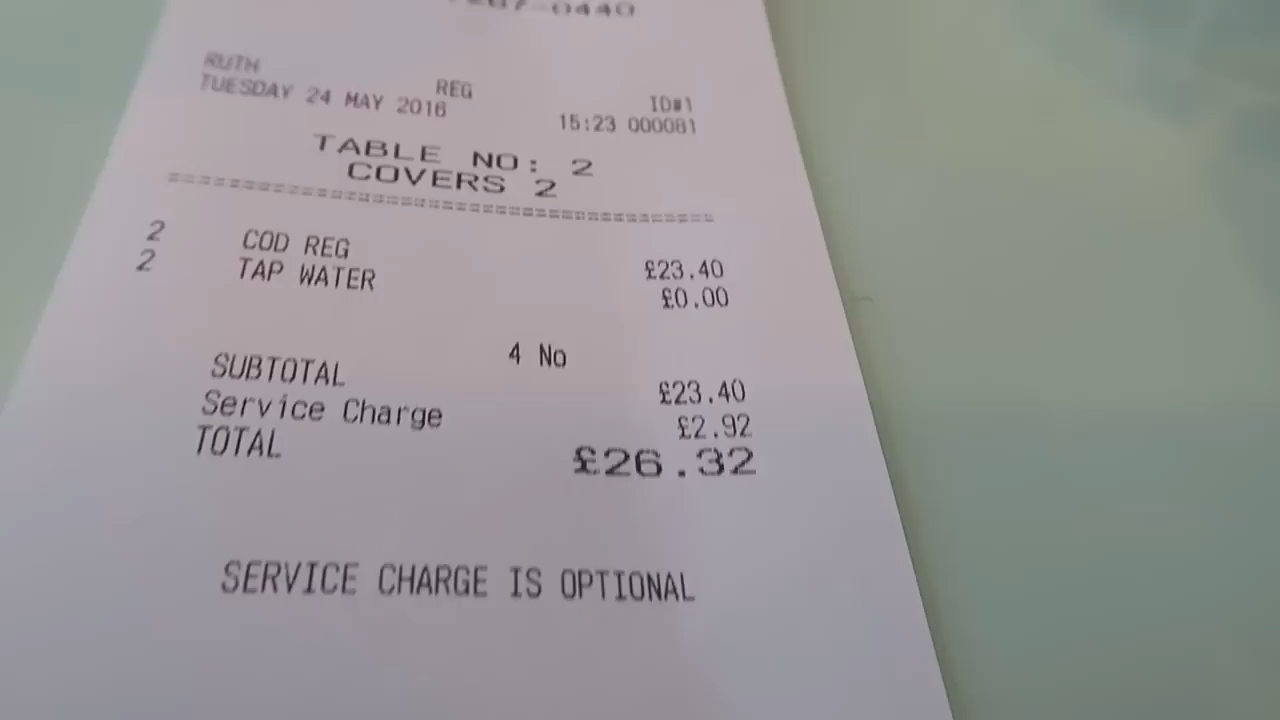 RUTH
REG ID#1
TUESDAY 24 MAY 2016 15:23 000081
TABLE NO: 2
COVERS 2
2 COD REG £23.40
2 TAP WATER £0.00
4 No
SUBTOTAL £23.40
Service Charge £2.92
TOTAL £26.32
SERVICE CHARGE IS OPTIONAL